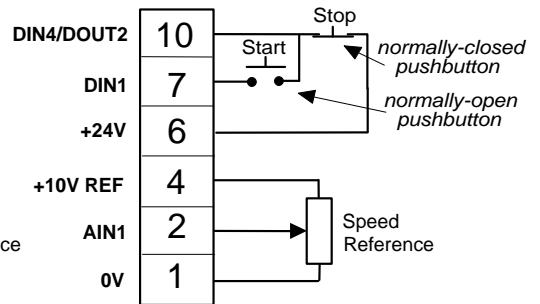 Stop
DIN4/DOUT2 10
Start
normally-closed
pushbutton
DIN1 7
normally-open
pushbutton
+24V 6
+10V REF 4
AIN1 2
Speed
Reference
ce
0V 1